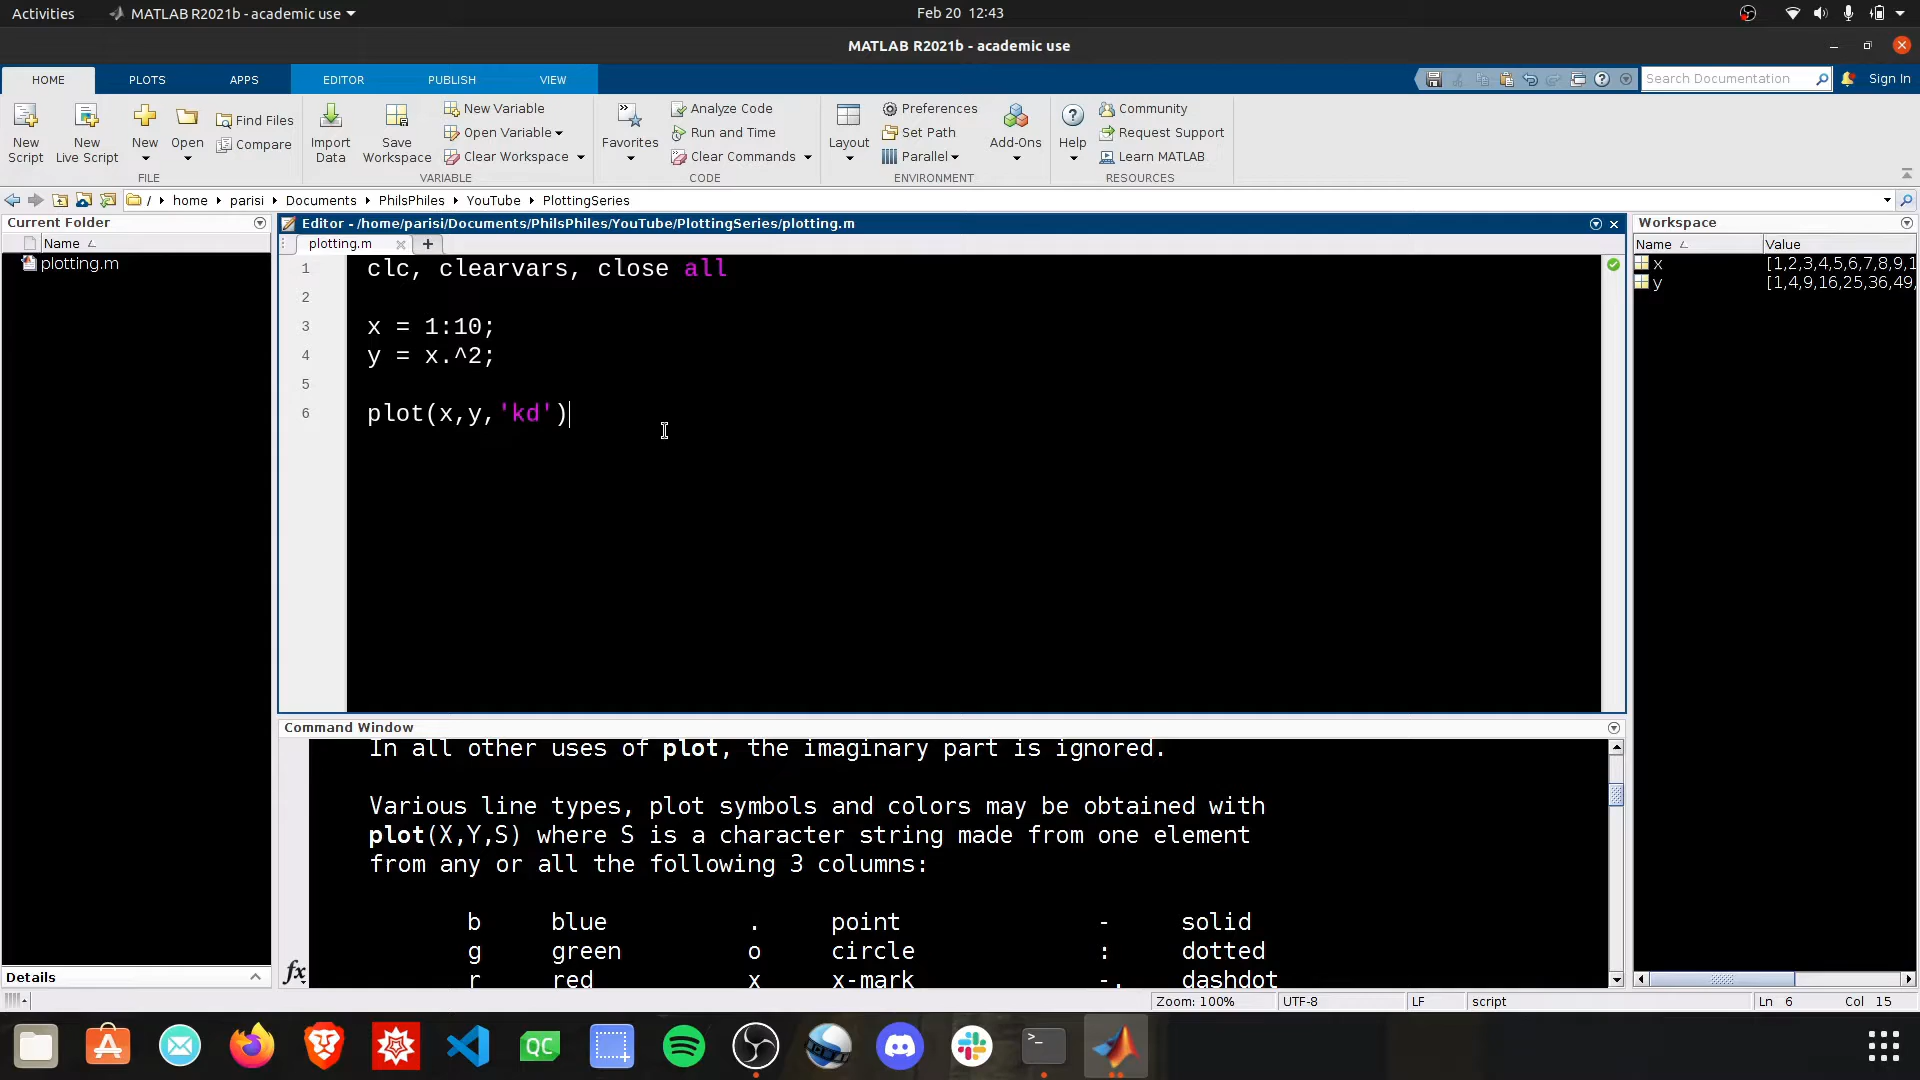 Activities MATLAB R2021b - academic use Feb 20 12:43
MATLAB R2021b - academic use
HOME PLOTS APPS EDITOR PUBLISH VIEW Search Documentation Sign In
New Script
New Live Script
New
Open
Find Files
Compare
FILE
Import Data
Save Workspace
New Variable
Open Variable
Clear Workspace
VARIABLE
Favorites
Analyze Code
Run and Time
Clear Commands
CODE
Layout
Preferences
Set Path
Parallel
Add-Ons
ENVIRONMENT
Help
Community
Request Support
Learn MATLAB
RESOURCES
/ home parisi Documents PhilsPhiles YouTube PlottingSeries
Current Folder
Name
plotting.m
Details
Editor - /home/parisi/Documents/PhilsPhiles/YouTube/PlottingSeries/plotting.m
plotting.m +
1 clc, clearvars, close all
2
3 x = 1:10;
4 y = x.^2;
5
6 plot(x,y,'kd')
Command Window
In all other uses of plot, the imaginary part is ignored.
Various line types, plot symbols and colors may be obtained with
plot(X,Y,S) where S is a character string made from one element
from any or all the following 3 columns:
b blue . point - solid
g green o circle : dotted
r red x x-mark -. dashdot
fx
Workspace
Name Value
x [1,2,3,4,5,6,7,8,9,1
y [1,4,9,16,25,36,49,
Zoom: 100% UTF-8 LF script Ln 6 Col 15
QC
>_